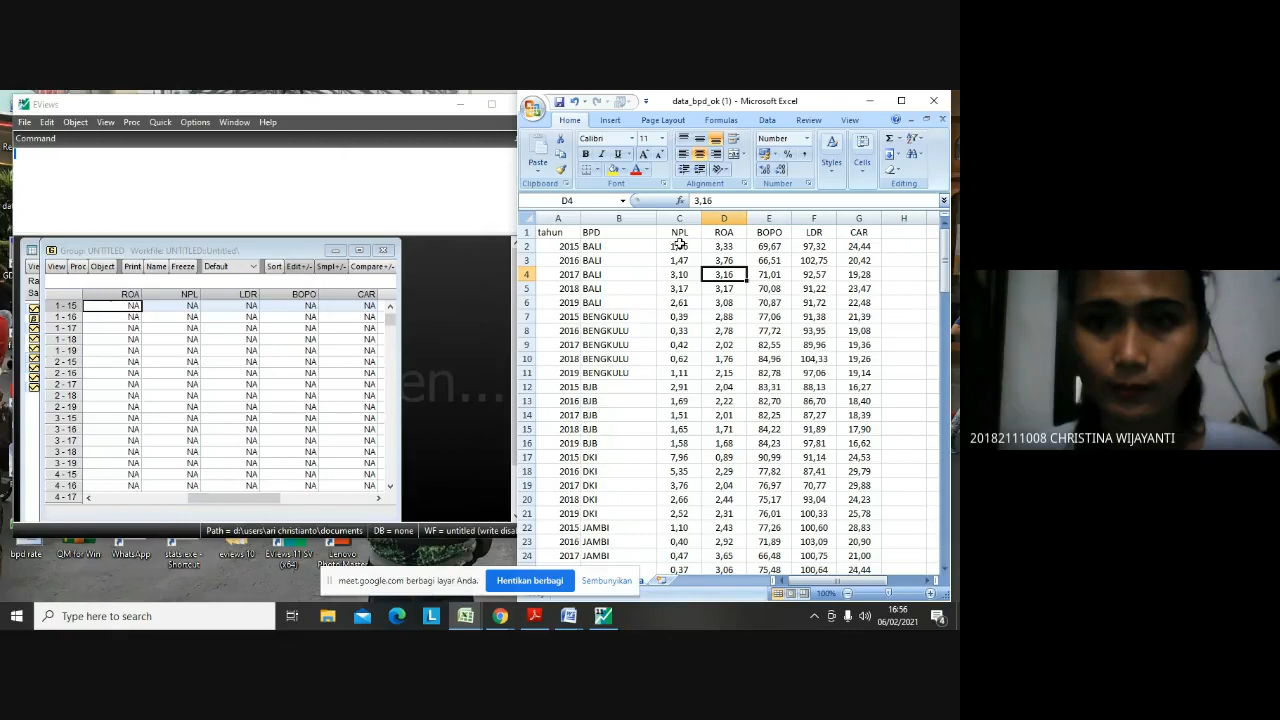 EViews
File Edit Object View Proc Quick Options Window Help
Command
Group: UNTITLED Workfile: UNTITLED::Untitled\
View Proc Object Print Name Freeze Default Sort Edit+/- Smpl+/- Compare+/-
ROA NPL LDR BOPO CAR
1 - 15 NA NA NA NA NA
1 - 16 NA NA NA NA NA
1 - 17 NA NA NA NA NA
1 - 18 NA NA NA NA NA
1 - 19 NA NA NA NA NA
2 - 15 NA NA NA NA NA
2 - 16 NA NA NA NA NA
2 - 17 NA NA NA NA NA
2 - 18 NA NA NA NA NA
2 - 19 NA NA NA NA NA
3 - 15 NA NA NA NA NA
3 - 16 NA NA NA NA NA
3 - 17 NA NA NA NA NA
3 - 18 NA NA NA NA NA
3 - 19 NA NA NA NA NA
4 - 15 NA NA NA NA NA
4 - 16 NA NA NA NA NA
4 - 17
Path = d:\users\ari christianto\documents DB = none WF = untitled (write disa
data_bpd_ok (1) - Microsoft Excel
Home Insert Page Layout Formulas Data Review View
Paste Calibri 11 Number Styles Cells
Clipboard Font Alignment Number Editing
D4 fx 3,16
A B C D E F G H
1 tahun BPD NPL ROA BOPO LDR CAR
2 2015 BALI 3,33 69,67 97,32 24,44
3 2016 BALI 1,47 3,76 66,51 102,75 20,42
4 2017 BALI 3,10 3,16 71,01 92,57 19,28
5 2018 BALI 3,17 3,17 70,08 91,22 23,47
6 2019 BALI 2,61 3,08 70,87 91,72 22,48
7 2015 BENGKULU 0,39 2,88 77,06 91,38 21,39
8 2016 BENGKULU 0,33 2,78 77,72 93,95 19,08
9 2017 BENGKULU 0,42 2,02 82,55 89,96 19,36
10 2018 BENGKULU 0,62 1,76 84,96 104,33 19,26
11 2019 BENGKULU 1,11 2,15 82,78 97,06 19,14
12 2015 BJB 2,91 2,04 83,31 88,13 16,27
13 2016 BJB 1,69 2,22 82,70 86,70 18,40
14 2017 BJB 1,51 2,01 82,25 87,27 18,39
15 2018 BJB 1,65 1,71 84,22 91,89 17,90
16 2019 BJB 1,58 1,68 84,23 97,81 16,62
17 2015 DKI 7,96 0,89 90,99 91,14 24,53
18 2016 DKI 5,35 2,29 77,82 87,41 29,79
19 2017 DKI 3,76 2,04 76,97 70,77 28,88
20 2018 DKI 2,66 2,44 75,17 93,04 24,23
21 2019 DKI 2,52 2,31 76,01 100,33 25,78
22 2015 JAMBI 1,10 2,43 77,26 100,60 28,83
23 2016 JAMBI 0,40 2,92 71,89 103,09 20,90
24 2017 JAMBI 0,47 3,65 66,48 100,75 21,00
0,37 3,06 75,48 100,64 24,44
100%
bpd rate QM for Win WhatsApp stats.exe - Shortcut eviews 10 EViews 11 SV (x64) Lenovo Photo Master
meet.google.com berbagi layar Anda. Hentikan berbagi Sembunyikan
Type here to search
16:56
06/02/2021
4
20182111008 CHRISTINA WIJAYANTI